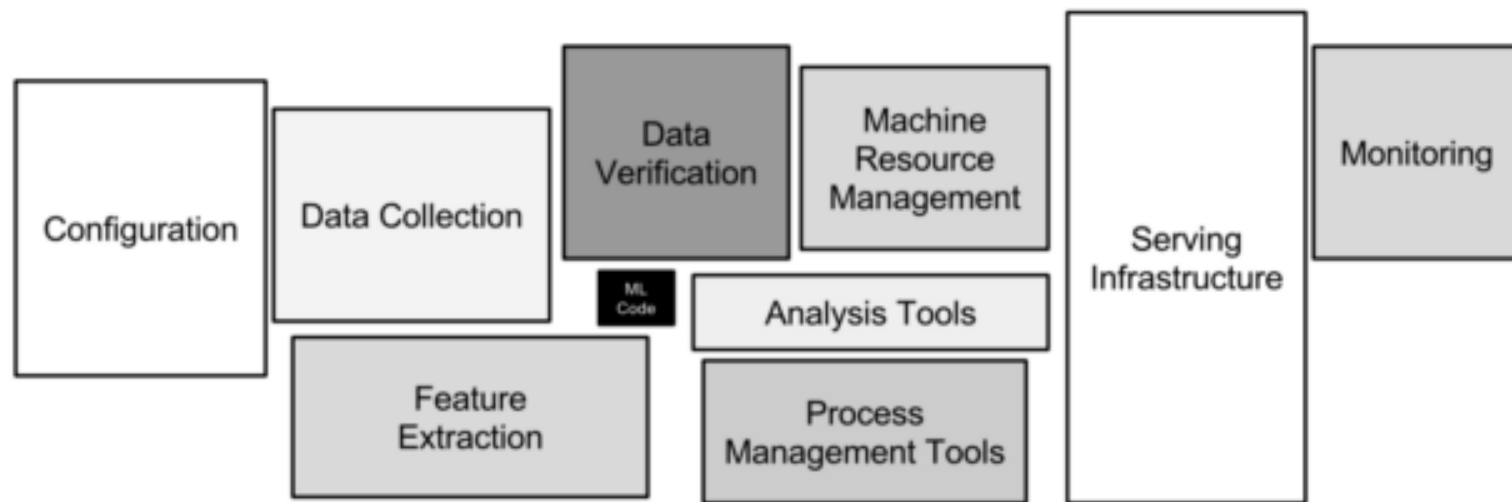 Configuration
Data Collection
Data
Verification
Machine
Resource
Management
Serving
Infrastructure
Monitoring
ML
Code
Analysis Tools
Feature
Extraction
Process
Management Tools